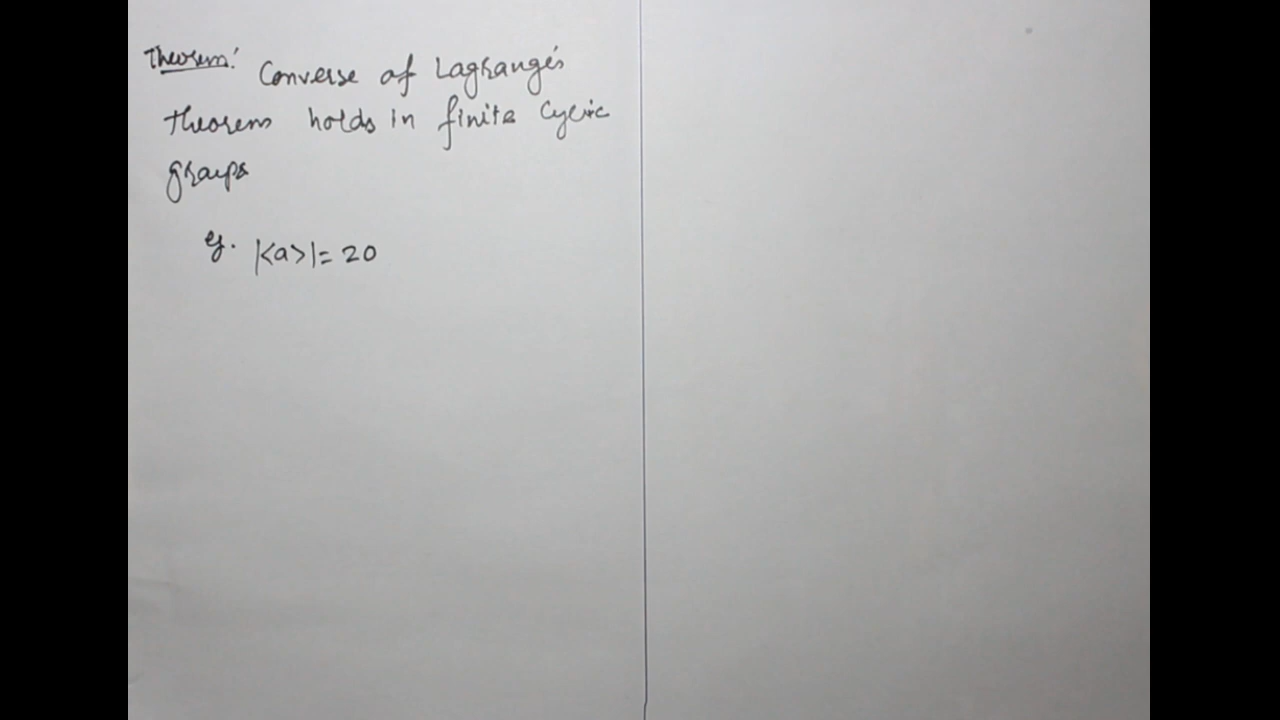 Theorem:
Converse of Lagrange's
theorem holds in finite cyclic
groups
eg. |<a>| = 20